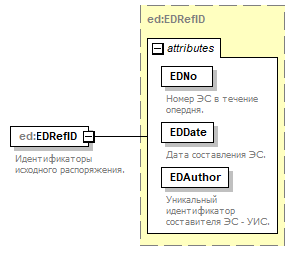 ed:EDRefID
attributes
EDNo
Номер ЭС в течение
опердня.
ed:EDRefID
Идентификаторы
исходного распоряжения.
EDDate
Дата составления ЭС.
EDAuthor
Уникальный
идентификатор
составителя ЭС - УИС.